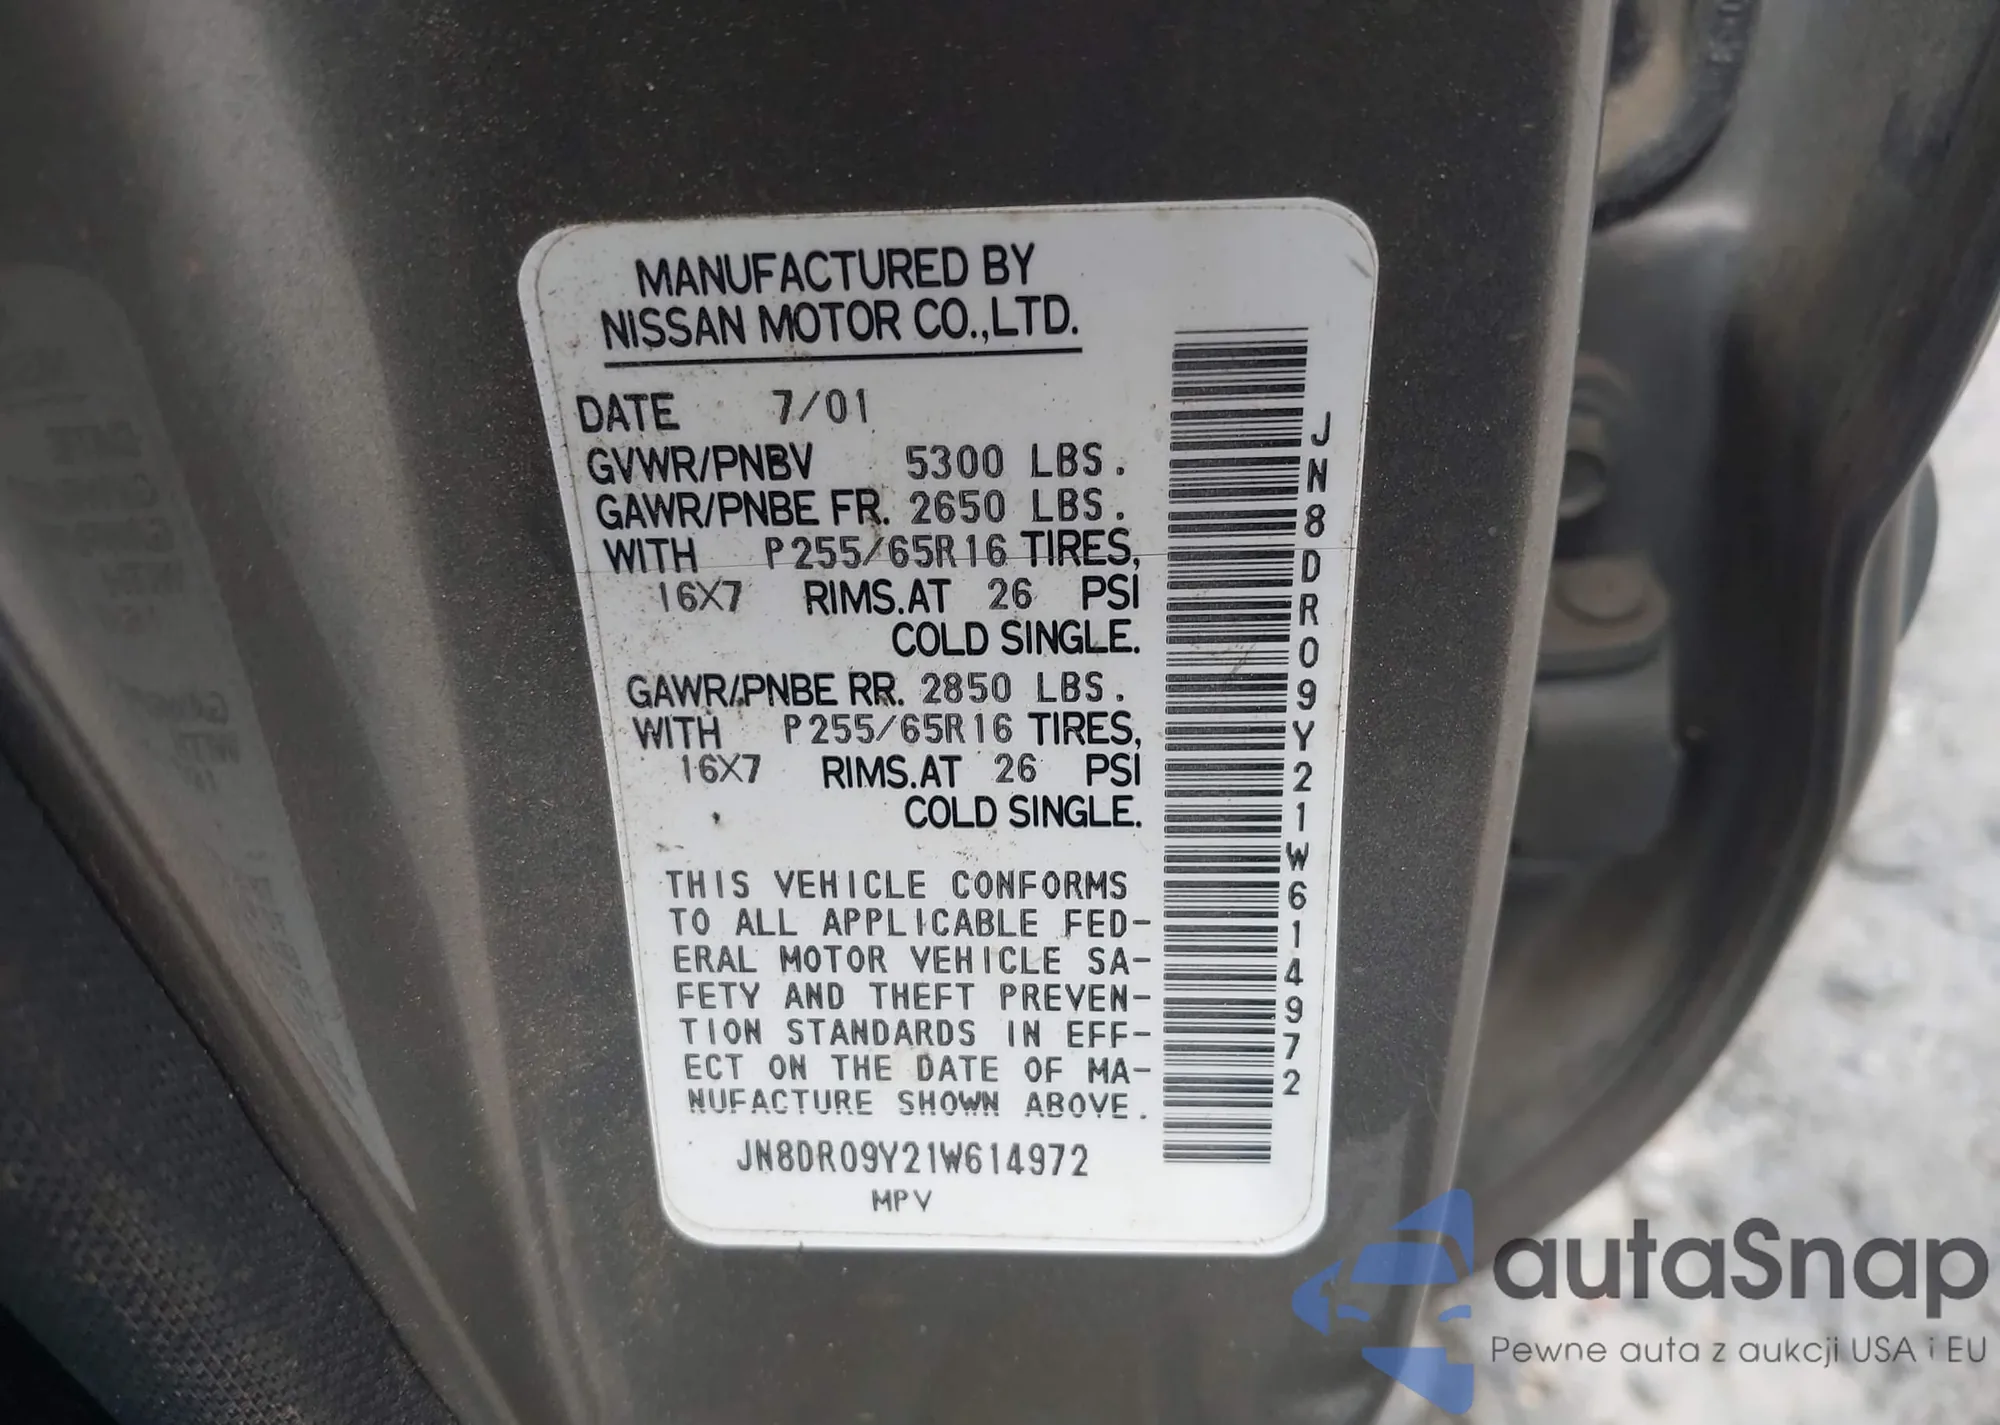 MANUFACTURED BY
NISSAN MOTOR CO.,LTD.
DATE 7/01
GVWR/PNBV 5300 LBS.
GAWR/PNBE FR. 2650 LBS.
WITH P255/65R16 TIRES,
16X7 RIMS.AT 26 PSI
COLD SINGLE.
GAWR/PNBE RR. 2850 LBS.
WITH P255/65R16 TIRES,
16X7 RIMS.AT 26 PSI
COLD SINGLE.
THIS VEHICLE CONFORMS
TO ALL APPLICABLE FED-
ERAL MOTOR VEHICLE SA-
FETY AND THEFT PREVEN-
TION STANDARDS IN EFF-
ECT ON THE DATE OF MA-
NUFACTURE SHOWN ABOVE.
JN8DR09Y21W614972
MPV
JN8DR09Y21W614972
autaSnap
Pewne auta z aukcji USA i EU